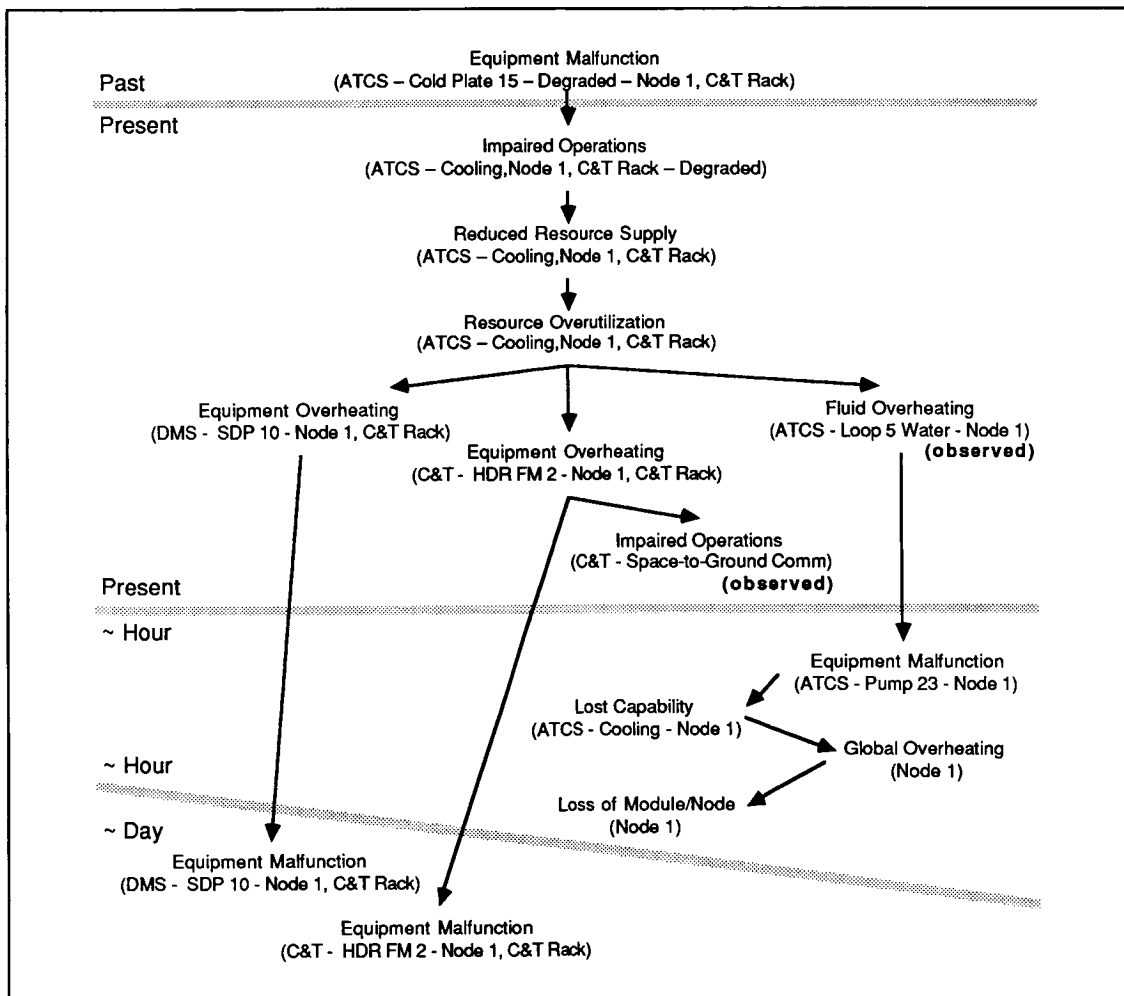 Equipment Malfunction
Past
(ATCS – Cold Plate 15 – Degraded – Node 1, C&T Rack)
Present
Impaired Operations
(ATCS – Cooling,Node 1, C&T Rack – Degraded)
Reduced Resource Supply
(ATCS – Cooling,Node 1, C&T Rack)
Resource Overutilization
(ATCS – Cooling,Node 1, C&T Rack)
Equipment Overheating
(DMS - SDP 10 - Node 1, C&T Rack)
Equipment Overheating
(C&T - HDR FM 2 - Node 1, C&T Rack)
Fluid Overheating
(ATCS - Loop 5 Water - Node 1)
(observed)
Impaired Operations
(C&T - Space-to-Ground Comm)
(observed)
Present
~ Hour
Equipment Malfunction
(ATCS - Pump 23 - Node 1)
Lost Capability
(ATCS - Cooling - Node 1)
Global Overheating
(Node 1)
~ Hour
Loss of Module/Node
(Node 1)
~ Day
Equipment Malfunction
(DMS - SDP 10 - Node 1, C&T Rack)
Equipment Malfunction
(C&T - HDR FM 2 - Node 1, C&T Rack)